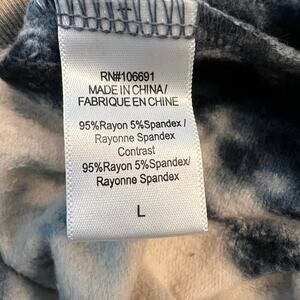 RN#106691
MADE IN CHINA/
FABRIQUE EN CHINE
95%Rayon 5%Spandex /
Rayonne Spandex
Contrast
95%Rayon 5%Spandex/
Rayonne Spandex
L